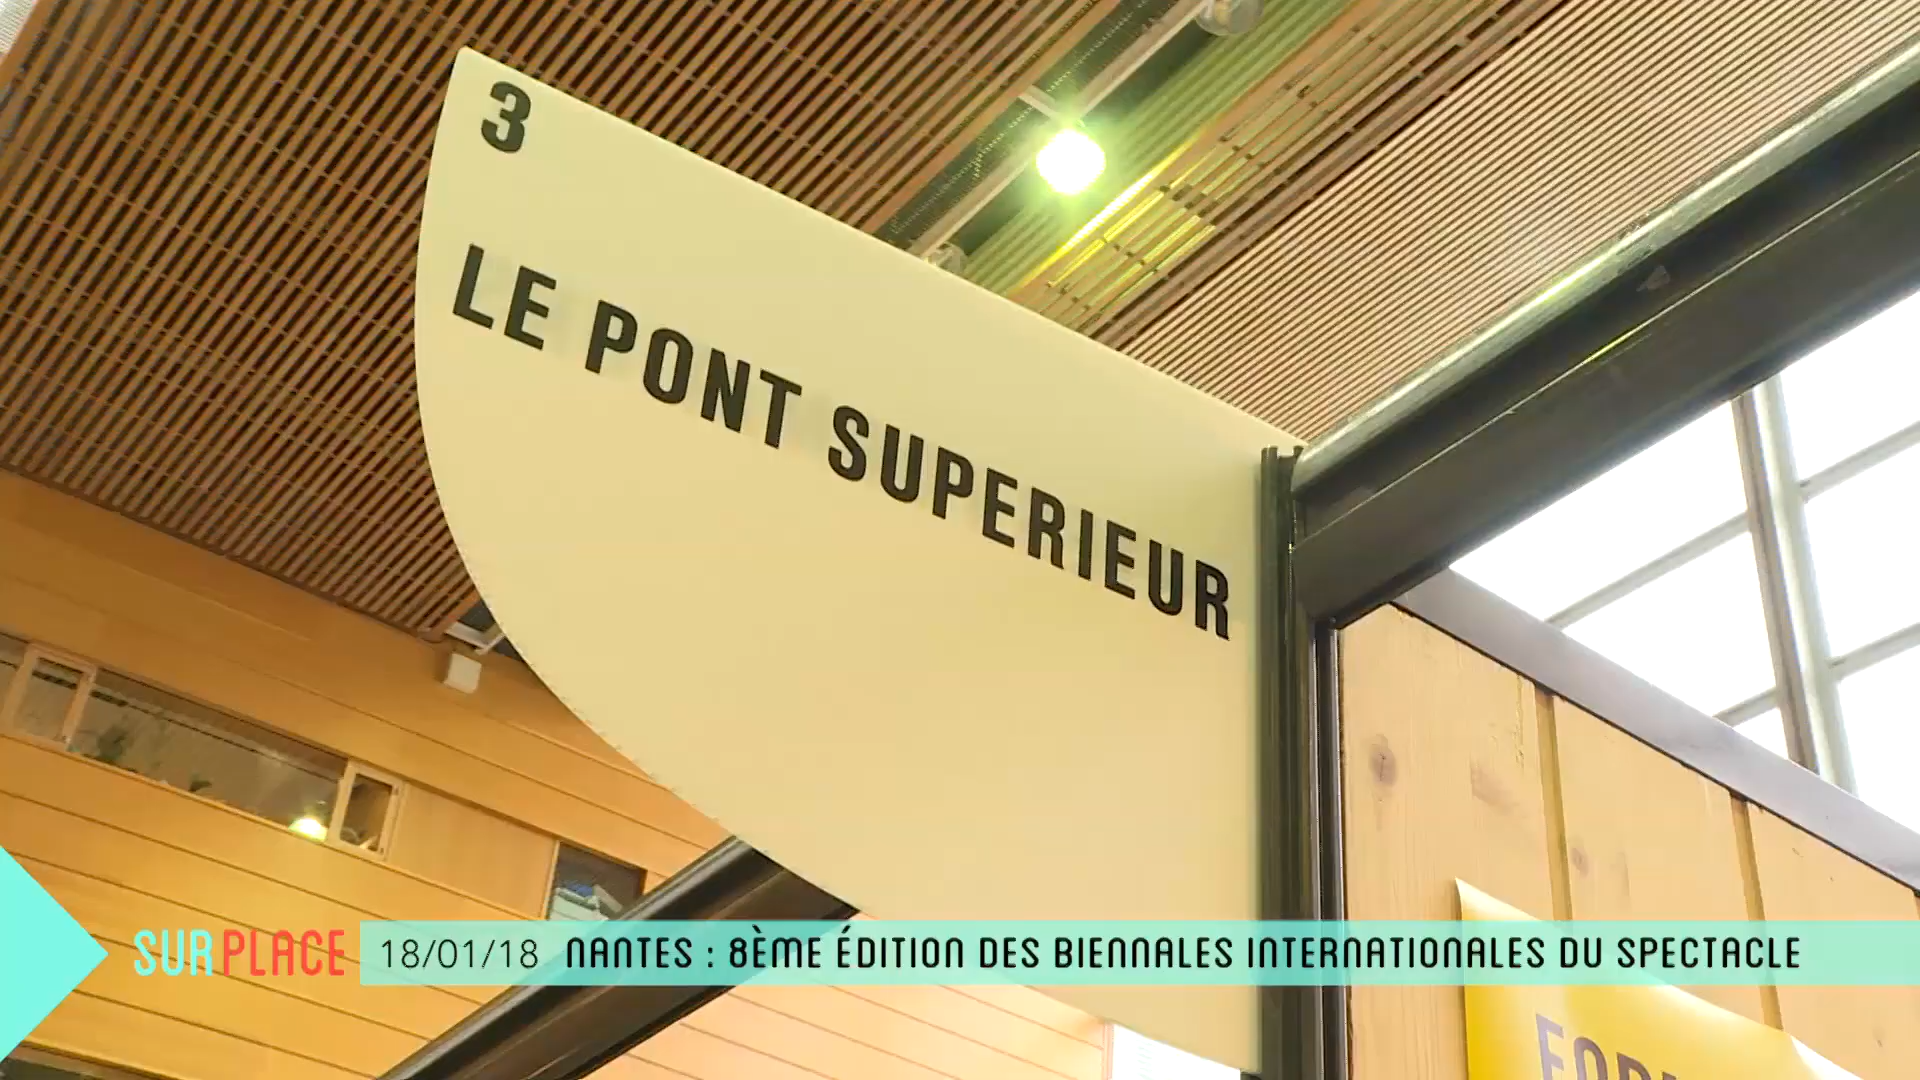 3
LE PONT SUPERIEUR
SUR PLACE 18/01/18 NANTES : 8ÈME ÉDITION DES BIENNALES INTERNATIONALES DU SPECTACLE